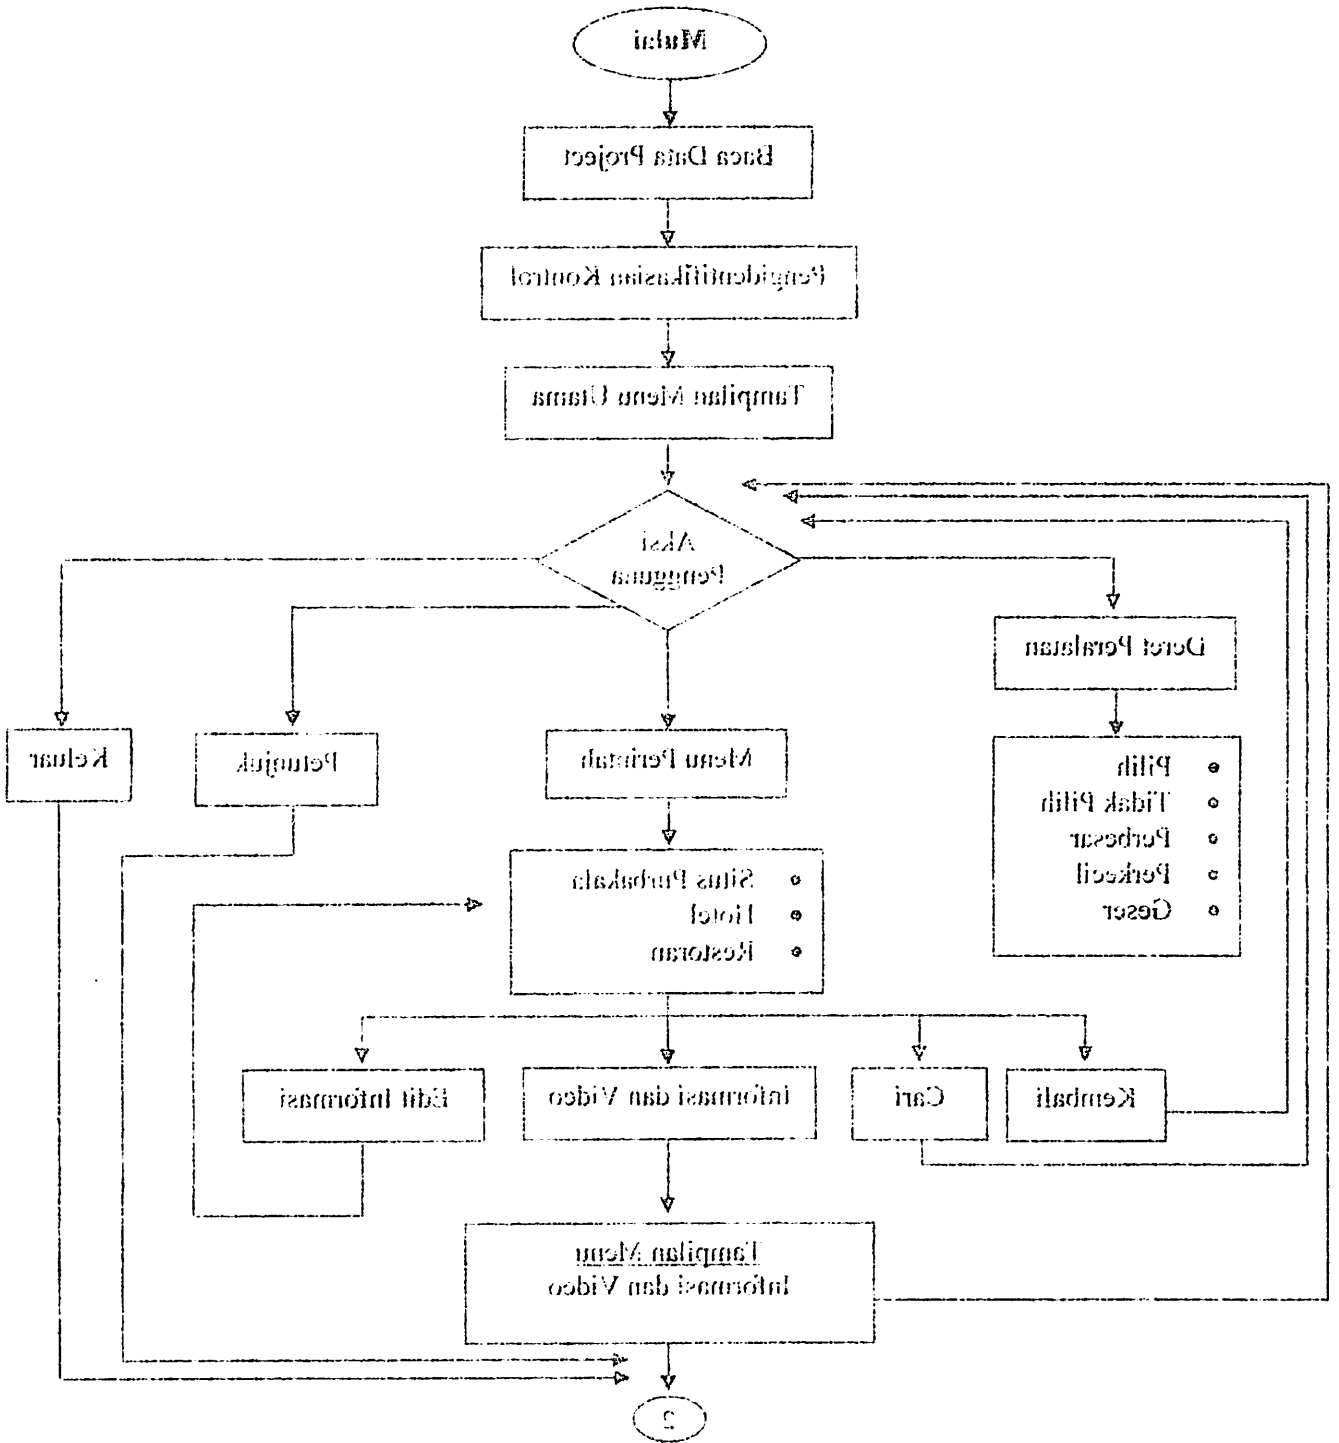 Mulai
Baca Data Project
Pengidentifikasian Kontrol
Tampilan Menu Utama
Aksi
Pengguna
Deret Peralatan
Keluar
Petunjuk
Menu Perintah
• Pilih
• Tidak Pilih
• Perbesar
• Perkecil
• Geser
• Situs Purbakala
• Hotel
• Restoran
Edit Informasi
Informasi dan Video
Cari
Kembali
Tampilan Menu
Informasi dan Video
2